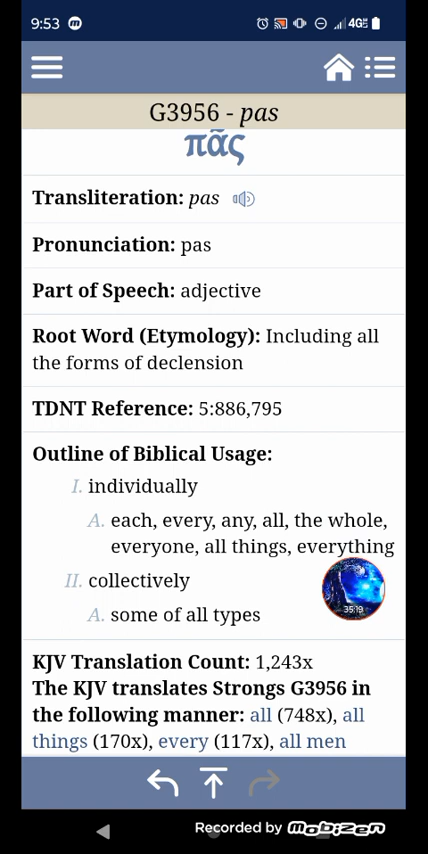 9:53 m 4G
G3956 - pas
πᾶς
Transliteration: pas
Pronunciation: pas
Part of Speech: adjective
Root Word (Etymology): Including all
the forms of declension
TDNT Reference: 5:886,795
Outline of Biblical Usage:
I. individually
A. each, every, any, all, the whole,
everyone, all things, everything
II. collectively
A. some of all types
35:19
KJV Translation Count: 1,243x
The KJV translates Strongs G3956 in
the following manner: all (748x), all
things (170x), every (117x), all men
Recorded by Mobizen